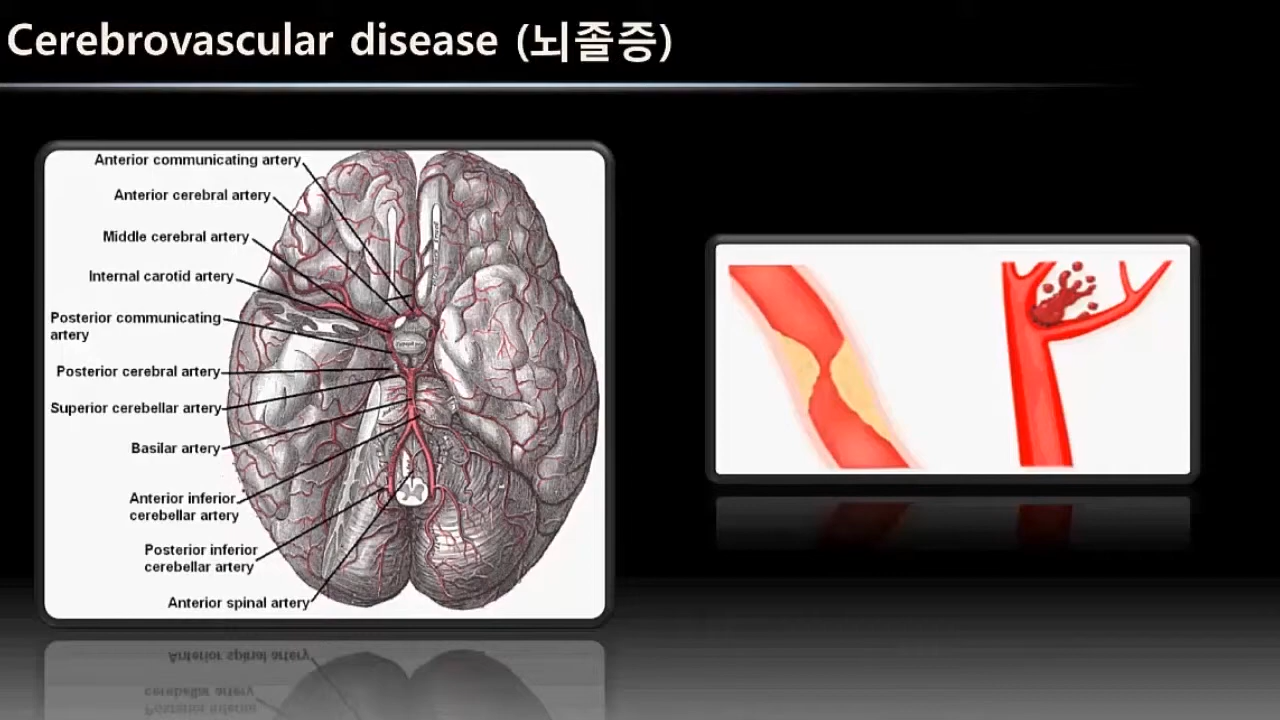 Cerebrovascular disease (뇌졸증)
Anterior communicating artery
Anterior cerebral artery
Middle cerebral artery
Internal carotid artery
Posterior communicating
artery
Posterior cerebral artery
Superior cerebellar artery
Basilar artery
Anterior inferior
cerebellar artery
Posterior inferior
cerebellar artery
Anterior spinal artery